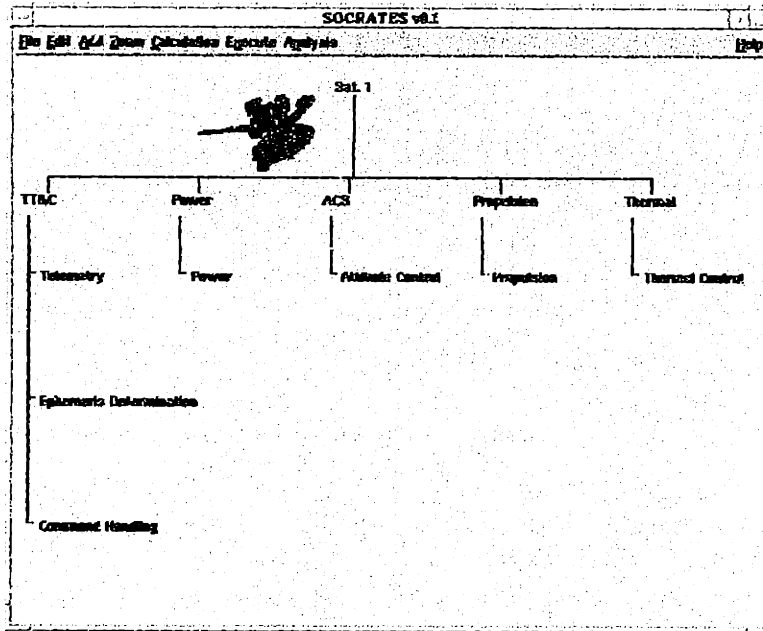 SOCRATES v0.1
File Edit Zoom Calculation Execute Analysis Help
Sat. 1
TT&C Power ACS Propulsion Thermal
Telemetry Power Attitude Control Propulsion Thermal Control
Ephemeris Determination
Command Handling